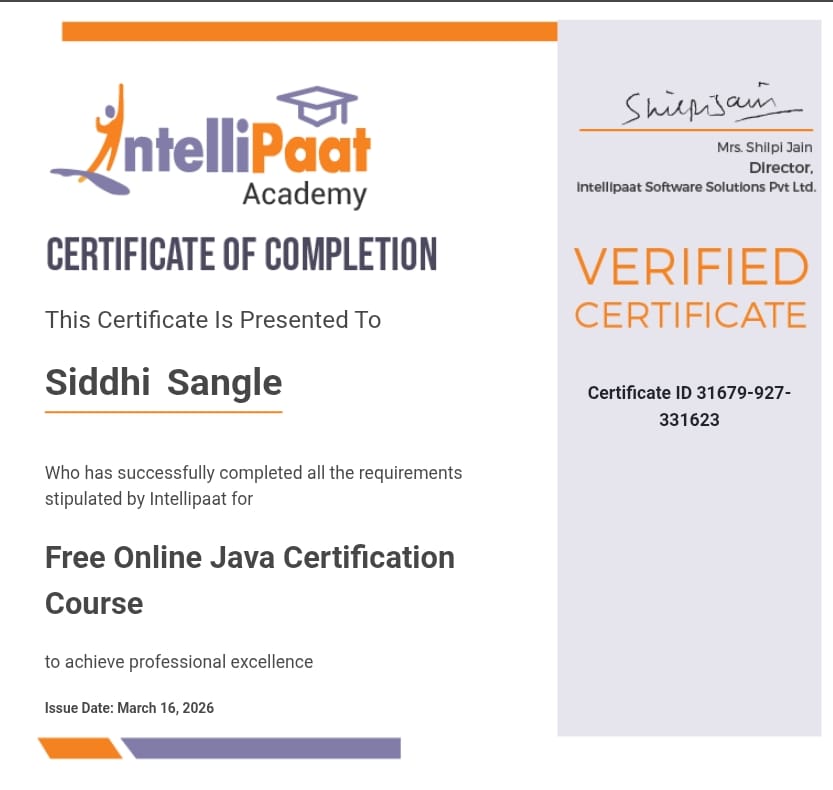 IntelliPaat
Academy
CERTIFICATE OF COMPLETION
This Certificate Is Presented To
Siddhi Sangle
Who has successfully completed all the requirements
stipulated by Intellipaat for
Free Online Java Certification
Course
to achieve professional excellence
Issue Date: March 16, 2026
Shilpi Jain
Mrs. Shilpi Jain
Director,
Intellipaat Software Solutions Pvt Ltd.
VERIFIED
CERTIFICATE
Certificate ID 31679-927-
331623